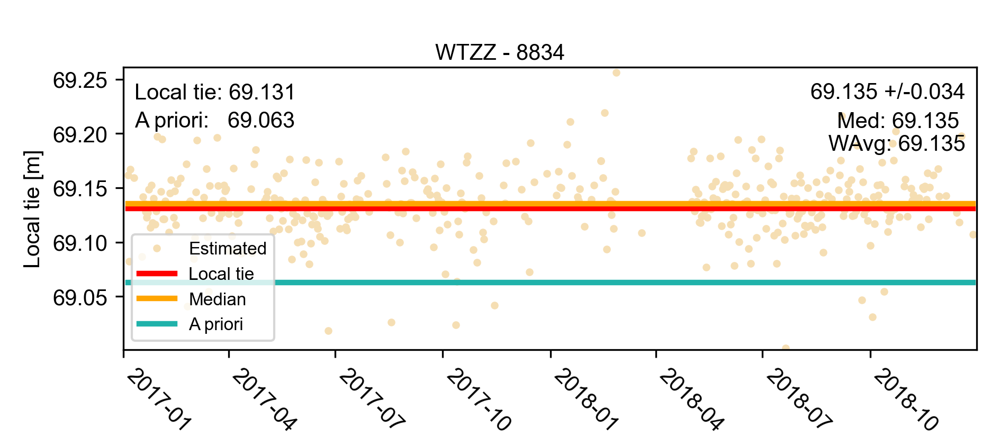 WTZZ - 8834
Local tie [m]
69.25
69.20
69.15
69.10
69.05
Local tie: 69.131
A priori: 69.063
69.135 +/-0.034
Med: 69.135
WAvg: 69.135
Estimated
Local tie
Median
A priori
2017-01
2017-04
2017-07
2017-10
2018-01
2018-04
2018-07
2018-10